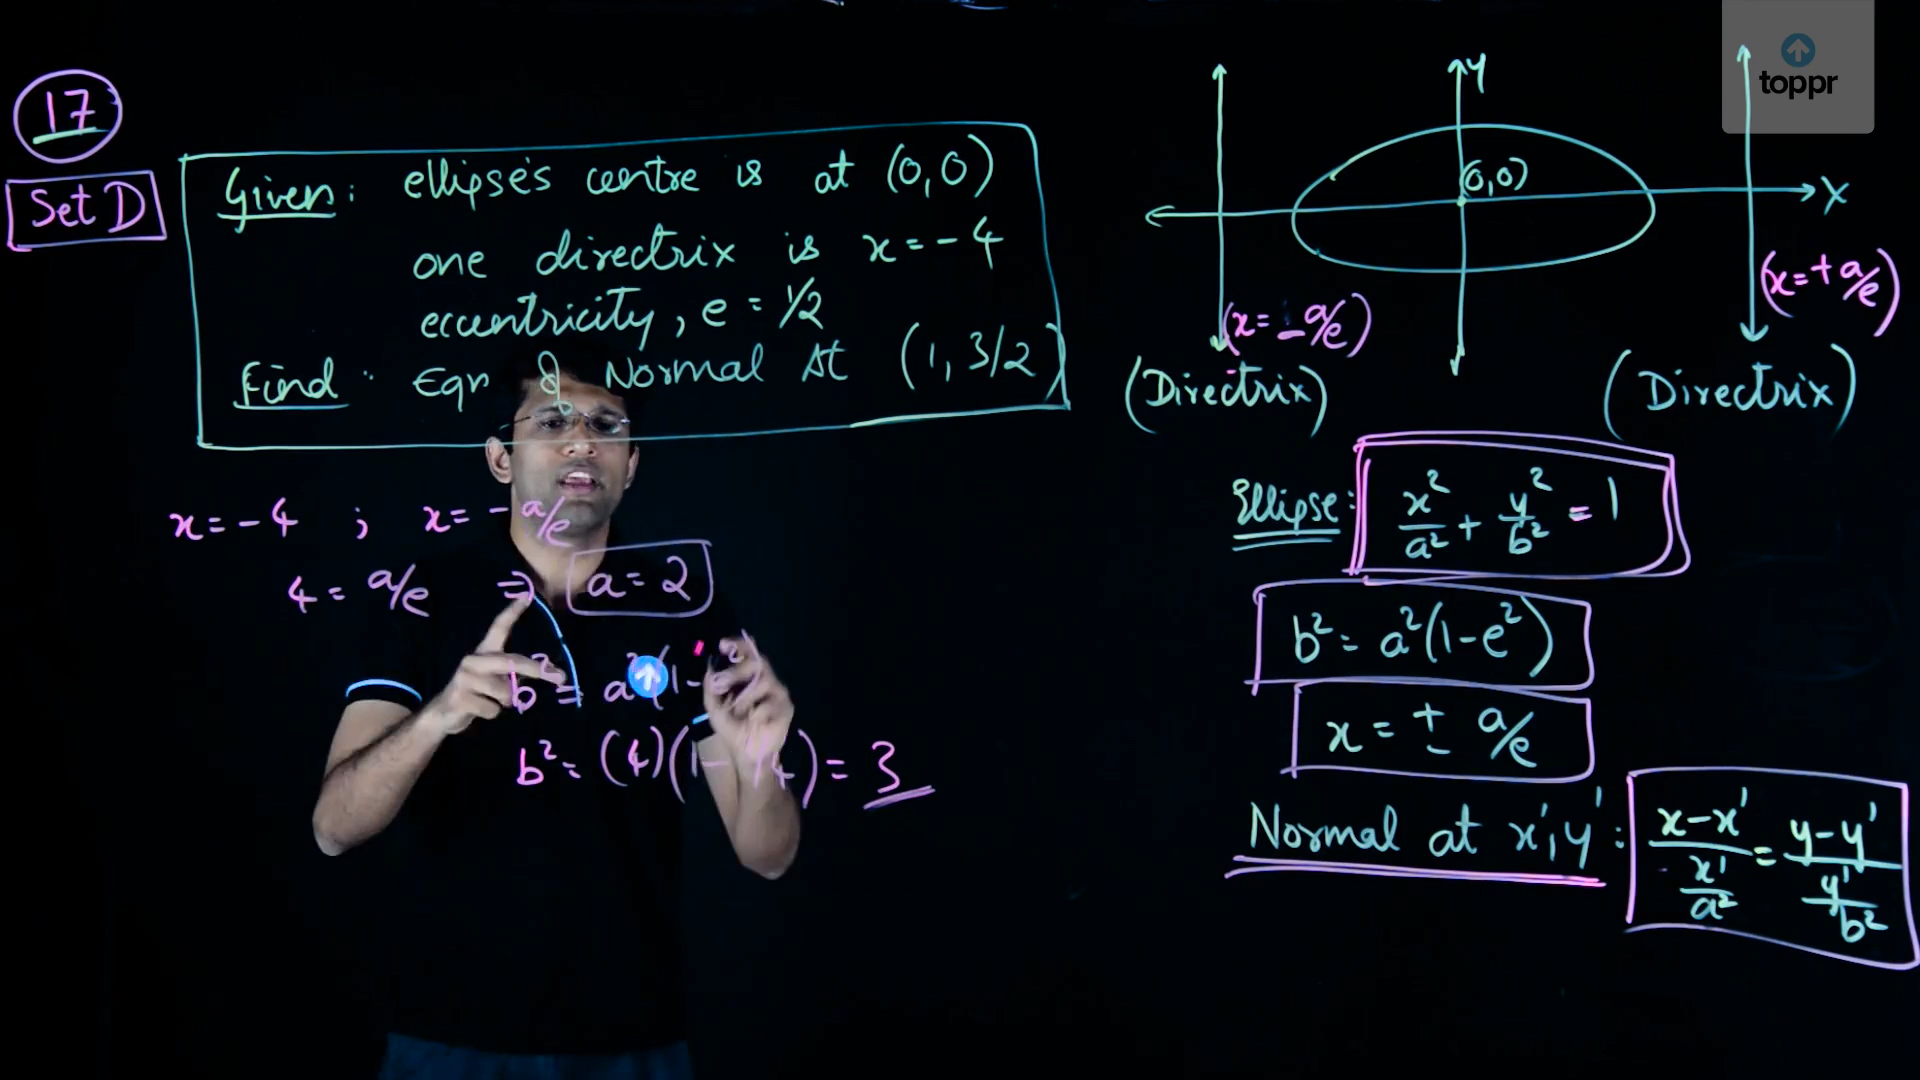 17
Set D
Given: ellipse's centre is at (0,0)
one directrix is x = -4
eccentricity, e = 1/2
Find: Eqn of Normal At (1, 3/2)
x = -4 ; x = - a/e
4 = a/e ⇒ a = 2
b² = a²(1-e²)
b² = (4)(1 - 1/4) = 3
Y
(0,0)
X
(x = - a/e)
(x = + a/e)
(Directrix)
(Directrix)
Ellipse: x²/a² + y²/b² = 1
b² = a²(1-e²)
x = ± a/e
Normal at x', y' : (x-x')/(x'/a²) = (y-y')/(y'/b²)
toppr